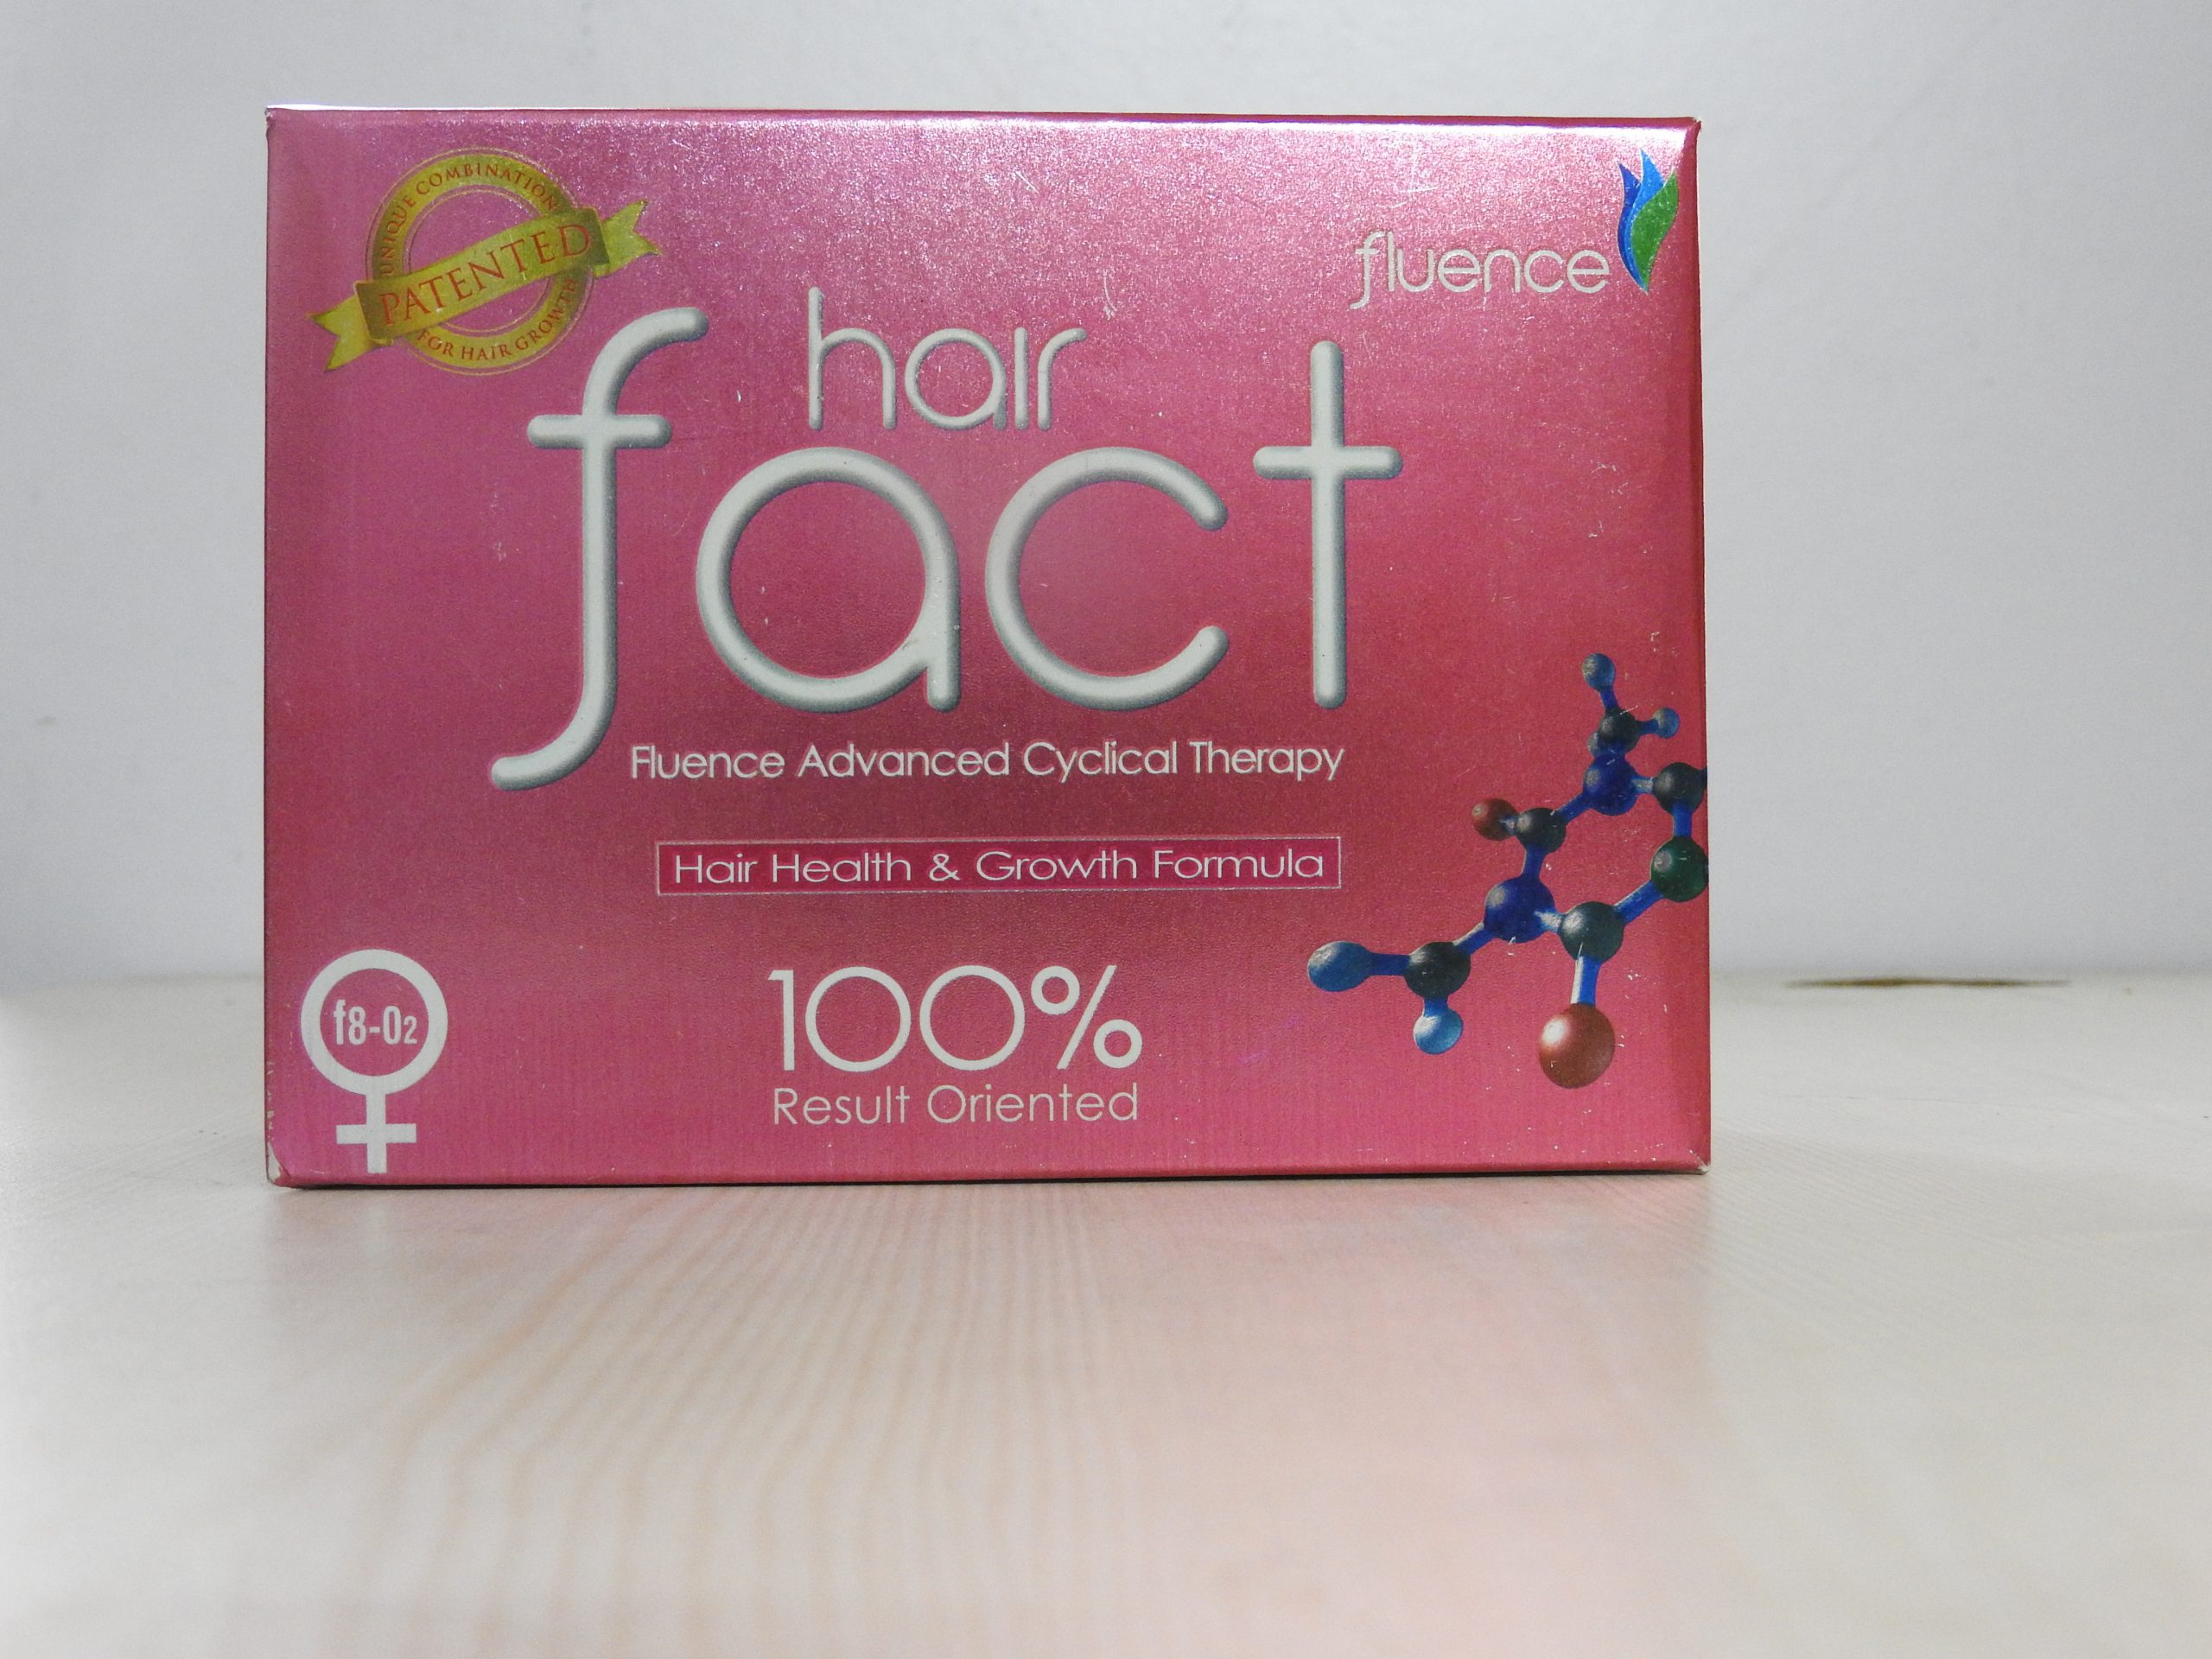 UNIQUE COMBINATION
PATENTED
FOR HAIR GROWTH
fluence
hair
fact
Fluence Advanced Cyclical Therapy
Hair Health & Growth Formula
f8-O2
100%
Result Oriented